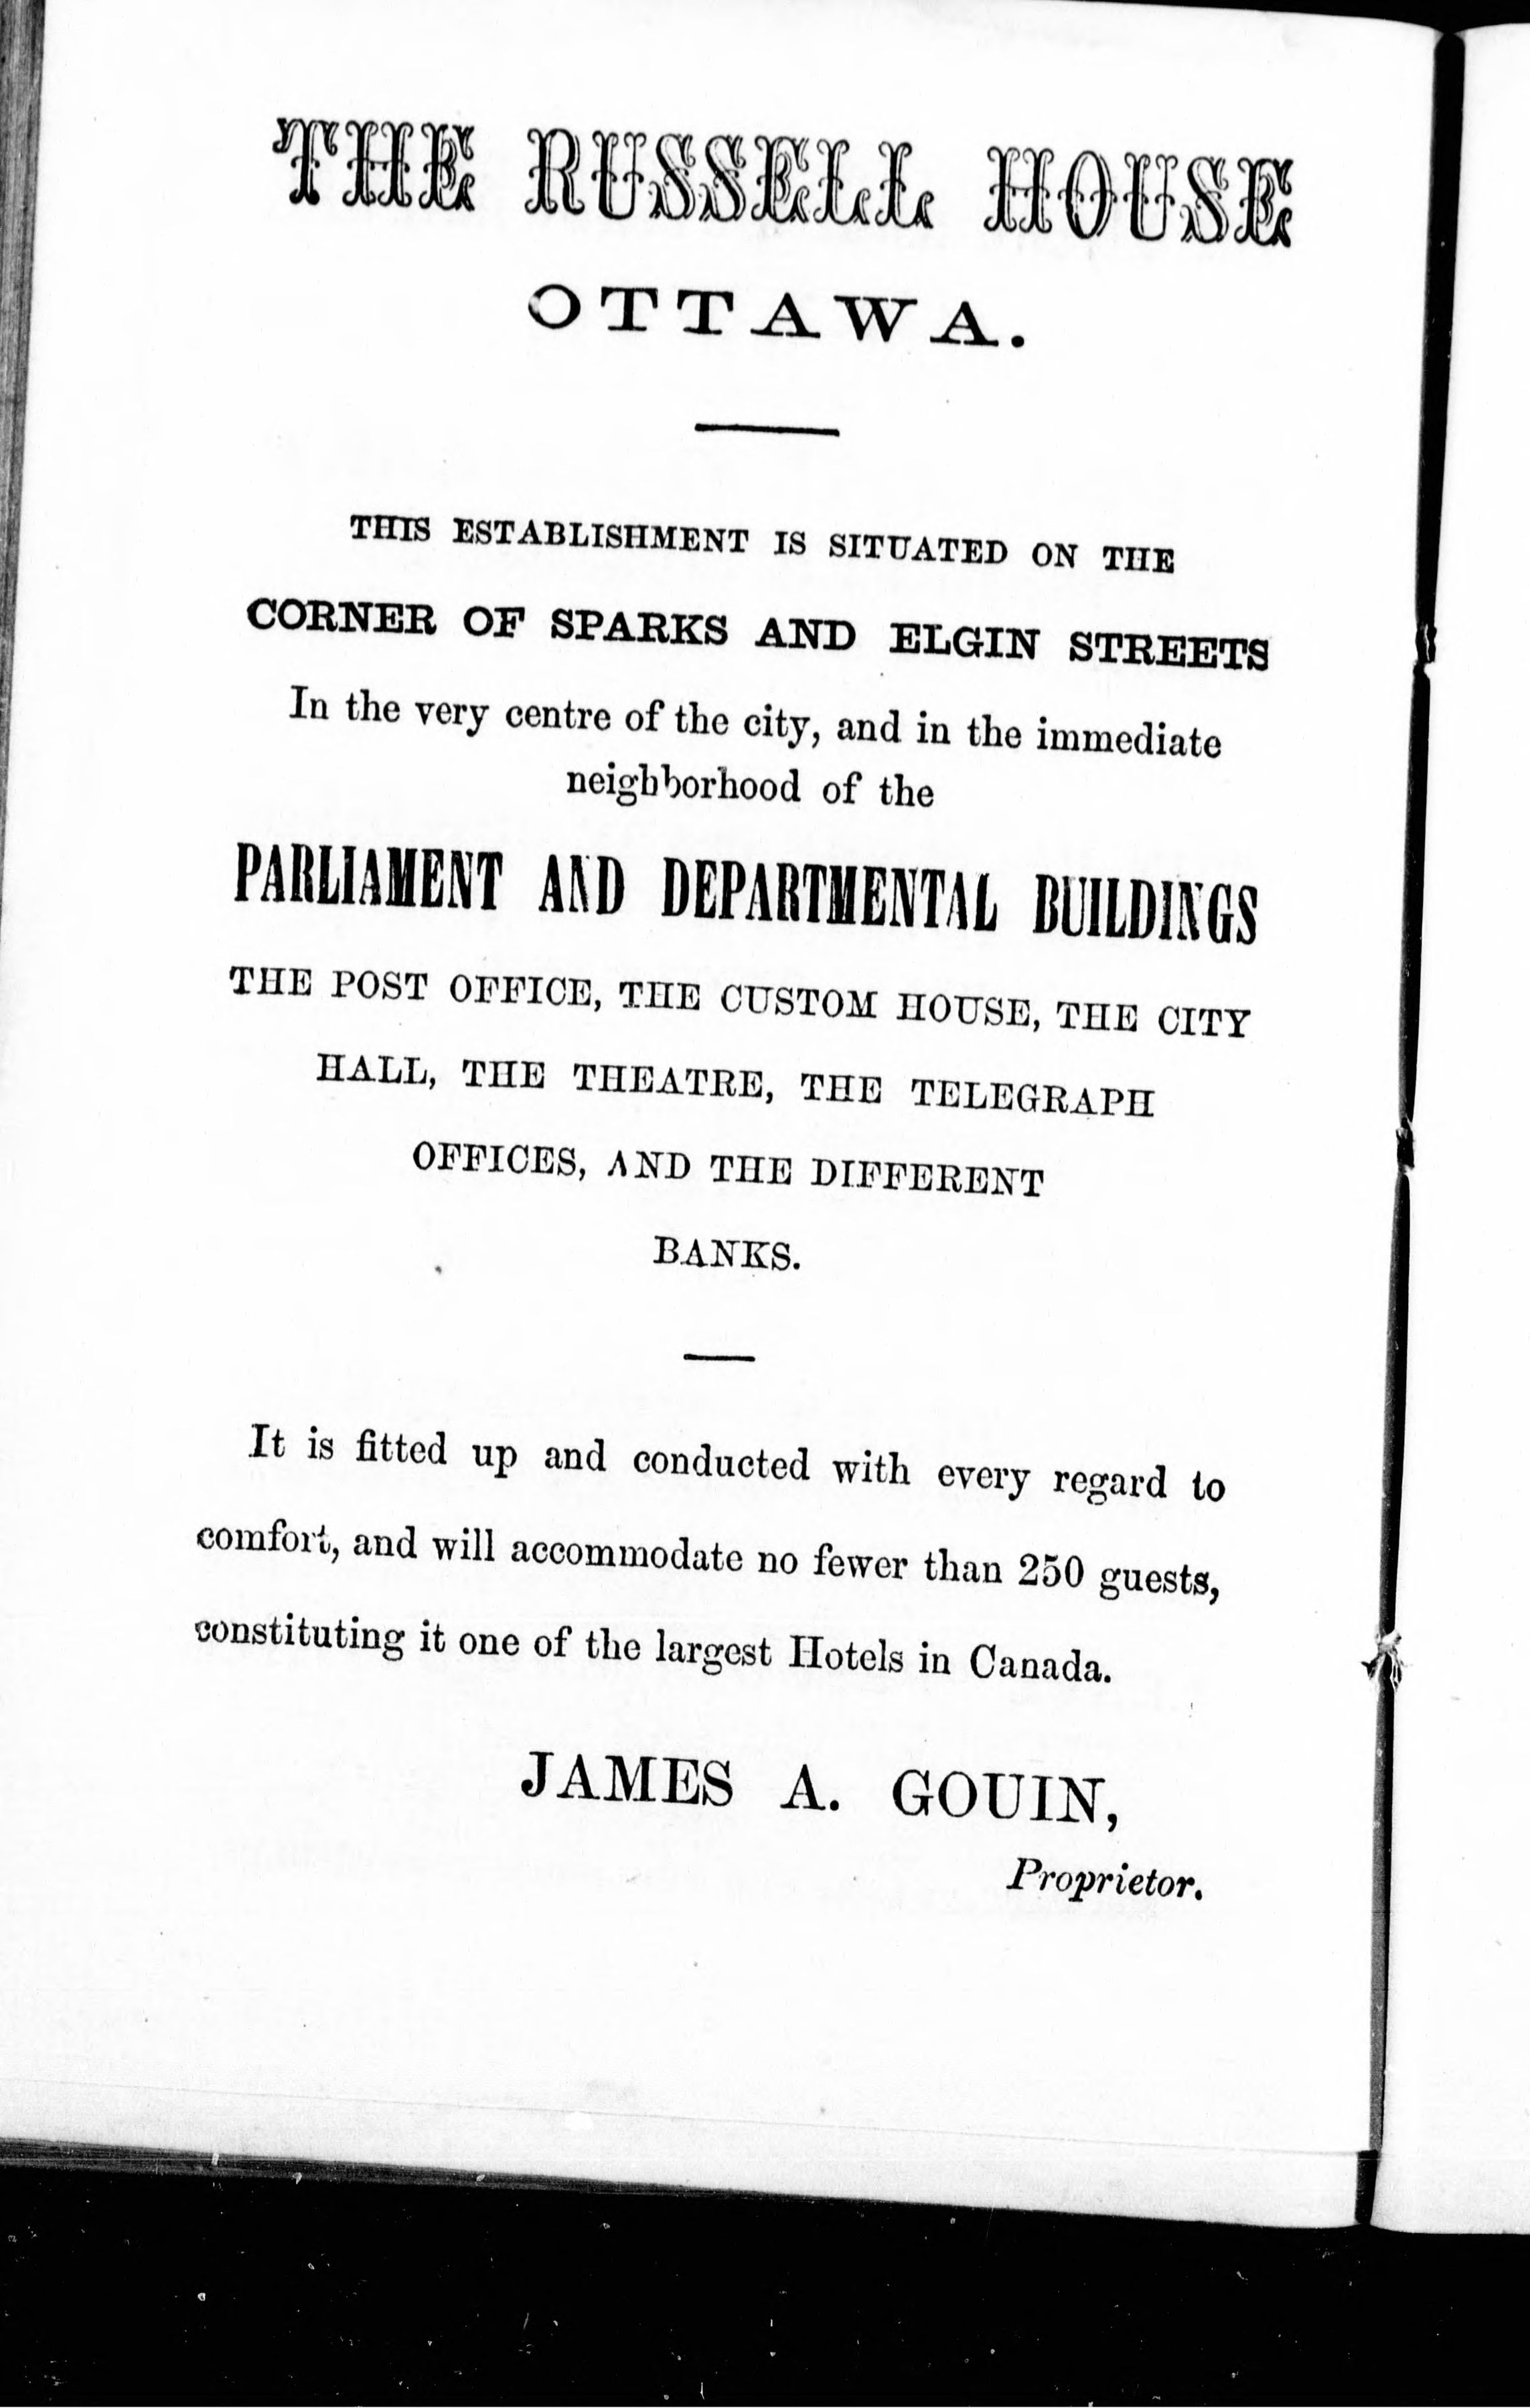 THE RUSSELL HOUSE
OTTAWA.
THIS ESTABLISHMENT IS SITUATED ON THE
CORNER OF SPARKS AND ELGIN STREETS
In the very centre of the city, and in the immediate
neighborhood of the
PARLIAMENT AND DEPARTMENTAL BUILDINGS
THE POST OFFICE, THE CUSTOM HOUSE, THE CITY
HALL, THE THEATRE, THE TELEGRAPH
OFFICES, AND THE DIFFERENT
BANKS.
It is fitted up and conducted with every regard to
comfort, and will accommodate no fewer than 250 guests,
constituting it one of the largest Hotels in Canada.
JAMES A. GOUIN,
Proprietor.